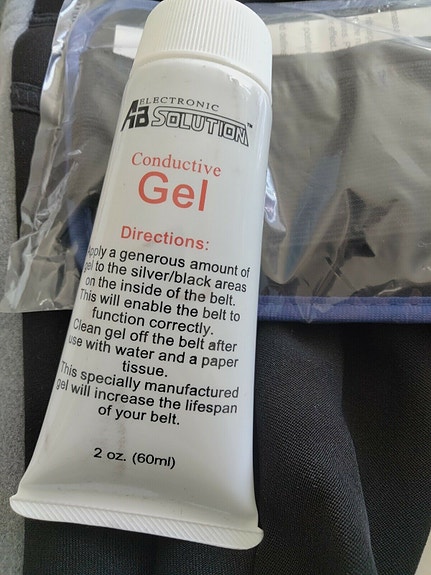 ELECTRONIC
AB SOLUTION™
Conductive
Gel
Directions:
Apply a generous amount of
gel to the silver/black areas
on the inside of the belt.
This will enable the belt to
function correctly.
Clean gel off the belt after
use with water and a paper
tissue.
This specially manufactured
gel will increase the lifespan
of your belt.
2 oz. (60ml)